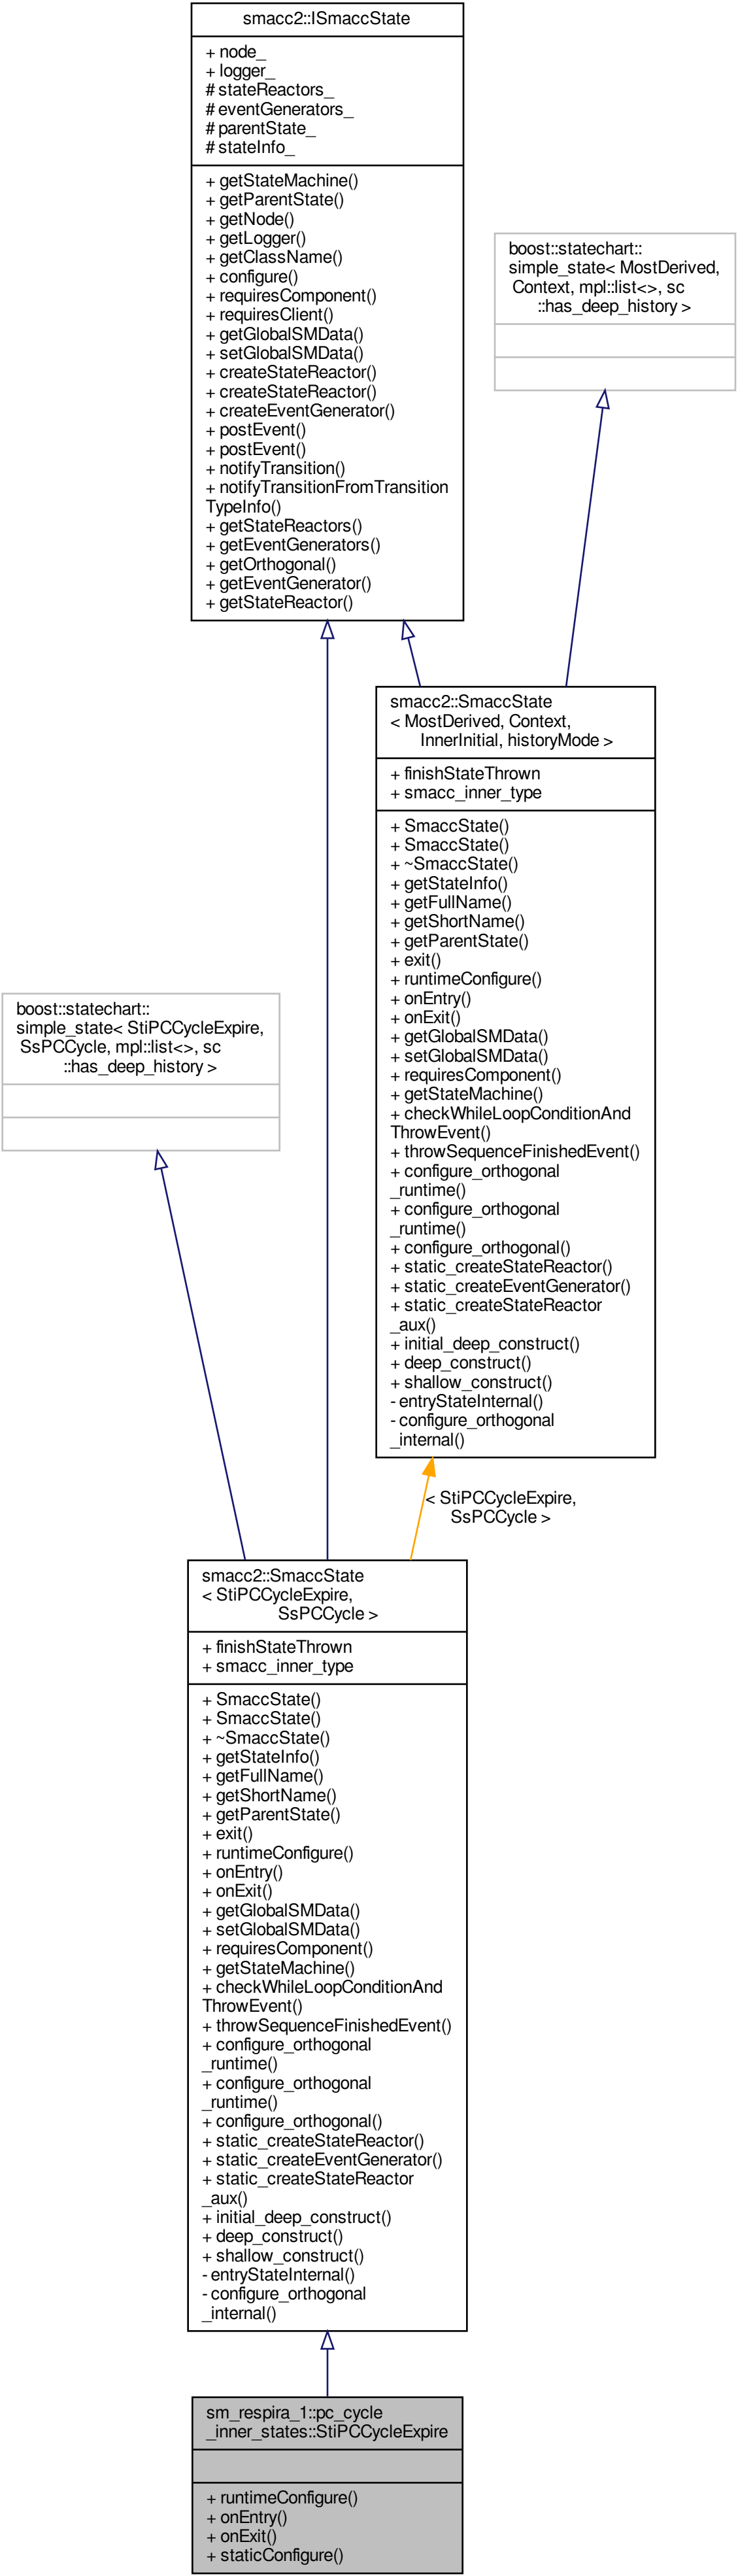 smacc2::ISmaccState
+ node_
+ logger_
# stateReactors_
# eventGenerators_
# parentState_
# stateInfo_
+ getStateMachine()
+ getParentState()
+ getNode()
+ getLogger()
+ getClassName()
+ configure()
+ requiresComponent()
+ requiresClient()
+ getGlobalSMData()
+ setGlobalSMData()
+ createStateReactor()
+ createStateReactor()
+ createEventGenerator()
+ postEvent()
+ postEvent()
+ notifyTransition()
+ notifyTransitionFromTransition
TypeInfo()
+ getStateReactors()
+ getEventGenerators()
+ getOrthogonal()
+ getEventGenerator()
+ getStateReactor()
boost::statechart::
simple_state< MostDerived,
Context, mpl::list<>, sc
::has_deep_history >
smacc2::SmaccState
< MostDerived, Context,
InnerInitial, historyMode >
+ finishStateThrown
+ smacc_inner_type
+ SmaccState()
+ SmaccState()
+ ~SmaccState()
+ getStateInfo()
+ getFullName()
+ getShortName()
+ getParentState()
+ exit()
+ runtimeConfigure()
+ onEntry()
+ onExit()
+ getGlobalSMData()
+ setGlobalSMData()
+ requiresComponent()
+ getStateMachine()
+ checkWhileLoopConditionAnd
ThrowEvent()
+ throwSequenceFinishedEvent()
+ configure_orthogonal
_runtime()
+ configure_orthogonal
_runtime()
+ configure_orthogonal()
+ static_createStateReactor()
+ static_createEventGenerator()
+ static_createStateReactor
_aux()
+ initial_deep_construct()
+ deep_construct()
+ shallow_construct()
- entryStateInternal()
- configure_orthogonal
_internal()
boost::statechart::
simple_state< StiPCCycleExpire,
SsPCCycle, mpl::list<>, sc
::has_deep_history >
< StiPCCycleExpire,
SsPCCycle >
smacc2::SmaccState
< StiPCCycleExpire,
SsPCCycle >
+ finishStateThrown
+ smacc_inner_type
+ SmaccState()
+ SmaccState()
+ ~SmaccState()
+ getStateInfo()
+ getFullName()
+ getShortName()
+ getParentState()
+ exit()
+ runtimeConfigure()
+ onEntry()
+ onExit()
+ getGlobalSMData()
+ setGlobalSMData()
+ requiresComponent()
+ getStateMachine()
+ checkWhileLoopConditionAnd
ThrowEvent()
+ throwSequenceFinishedEvent()
+ configure_orthogonal
_runtime()
+ configure_orthogonal
_runtime()
+ configure_orthogonal()
+ static_createStateReactor()
+ static_createEventGenerator()
+ static_createStateReactor
_aux()
+ initial_deep_construct()
+ deep_construct()
+ shallow_construct()
- entryStateInternal()
- configure_orthogonal
_internal()
sm_respira_1::pc_cycle
_inner_states::StiPCCycleExpire
+ runtimeConfigure()
+ onEntry()
+ onExit()
+ staticConfigure()